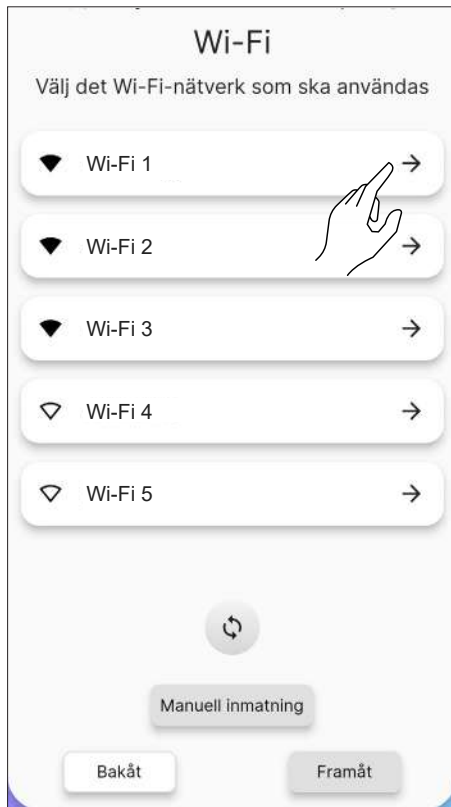 Wi-Fi
Välj det Wi-Fi-nätverk som ska användas
Wi-Fi 1
Wi-Fi 2
Wi-Fi 3
Wi-Fi 4
Wi-Fi 5
Manuell inmatning
Bakåt Framåt